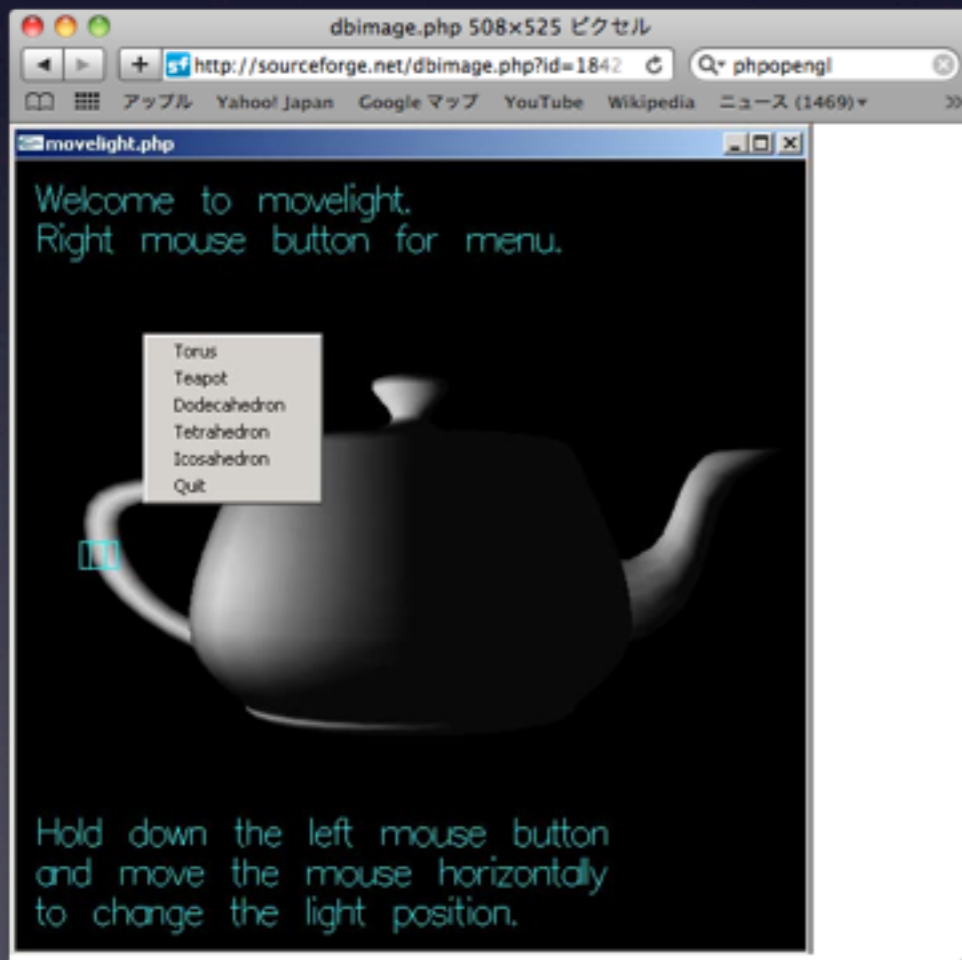 dbimage.php 508×525 ピクセル
http://sourceforge.net/dbimage.php?id=1842
phpopengl
アップル Yahoo! Japan Google マップ YouTube Wikipedia ニュース (1469)▾
movelight.php
Welcome to movelight.
Right mouse button for menu.
Torus
Teapot
Dodecahedron
Tetrahedron
Icosahedron
Quit
Hold down the left mouse button
and move the mouse horizontally
to change the light position.